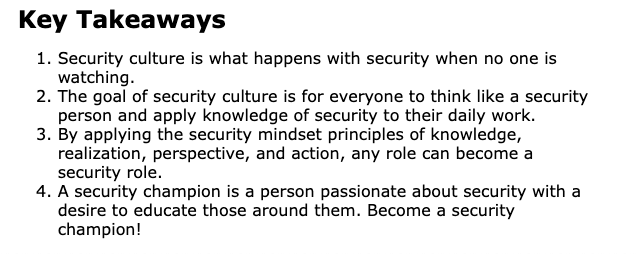 Key Takeaways
1. Security culture is what happens with security when no one is
watching.
2. The goal of security culture is for everyone to think like a security
person and apply knowledge of security to their daily work.
3. By applying the security mindset principles of knowledge,
realization, perspective, and action, any role can become a
security role.
4. A security champion is a person passionate about security with a
desire to educate those around them. Become a security
champion!